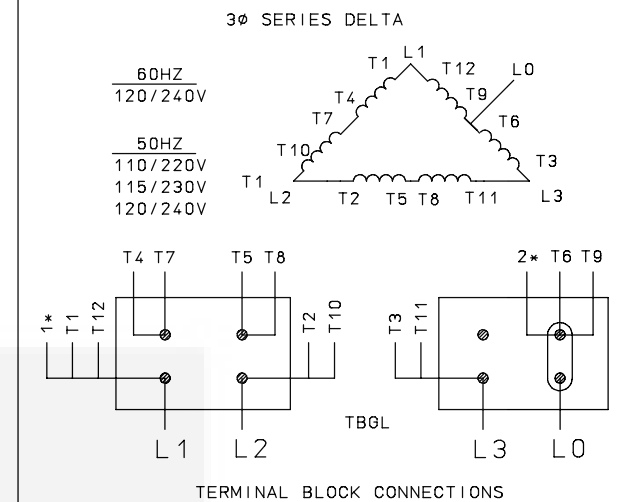 3Ø SERIES DELTA
60HZ
120/240V
50HZ
110/220V
115/230V
120/240V
L1
T1
T12
L0
T4
T9
T7
T6
T10
T3
T1
L2
T2
T5
T8
T11
L3
T4 T7
T5 T8
2* T6 T9
1*
T1
T12
T2
T10
T3
T11
TBGL
L1
L2
L3
L0
TERMINAL BLOCK CONNECTIONS